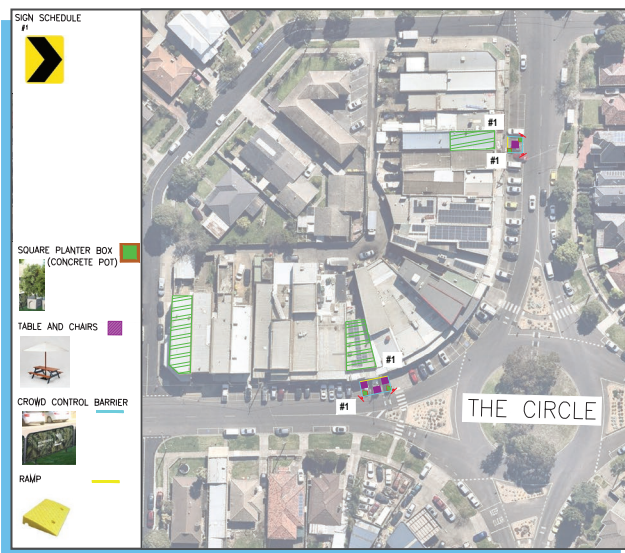 SIGN SCHEDULE
#1
#1
#1
SQUARE PLANTER BOX
(CONCRETE POT)
TABLE AND CHAIRS
#1
#1
CROWD CONTROL BARRIER
THE CIRCLE
RAMP